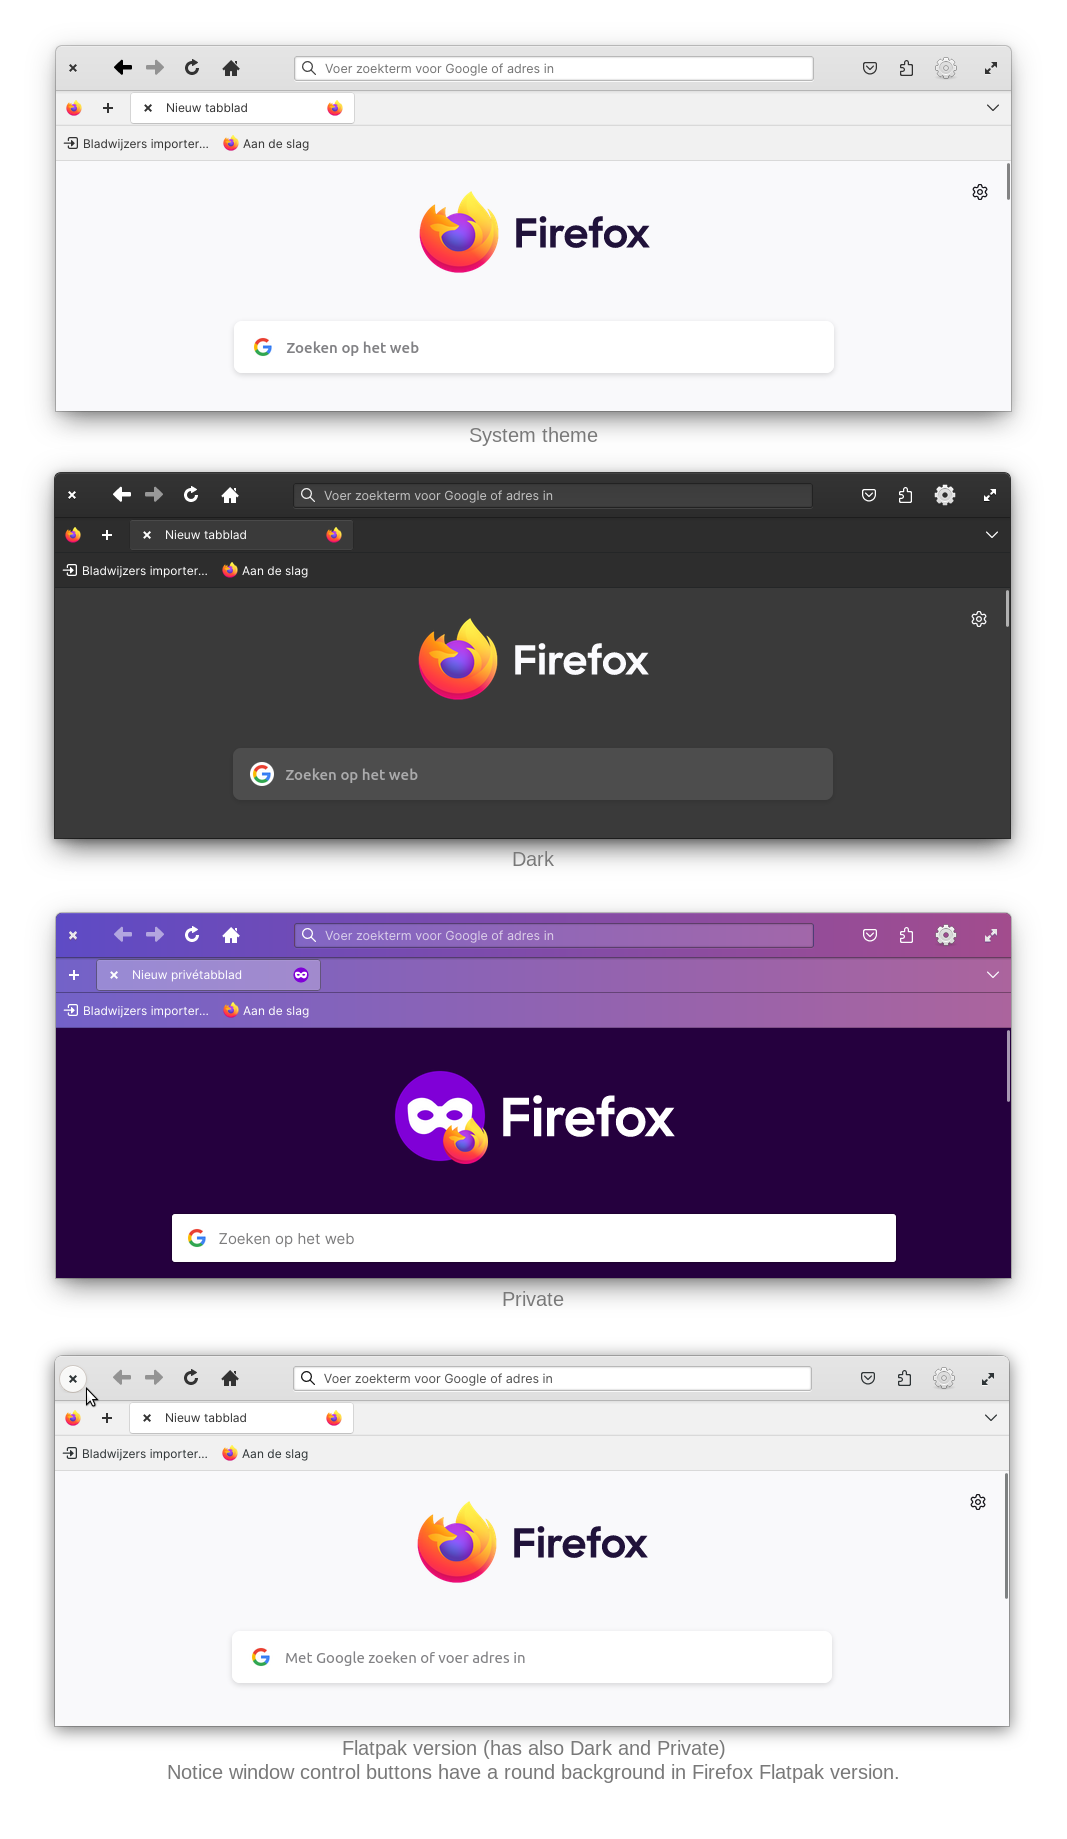 Voer zoekterm voor Google of adres in
Nieuw tabblad
Bladwijzers importer... Aan de slag
Firefox
Zoeken op het web
System theme
Voer zoekterm voor Google of adres in
Nieuw tabblad
Bladwijzers importer... Aan de slag
Firefox
Zoeken op het web
Dark
Voer zoekterm voor Google of adres in
Nieuw privétabblad
Bladwijzers importer... Aan de slag
Firefox
Zoeken op het web
Private
Voer zoekterm voor Google of adres in
Nieuw tabblad
Bladwijzers importer... Aan de slag
Firefox
Met Google zoeken of voer adres in
Flatpak version (has also Dark and Private)
Notice window control buttons have a round background in Firefox Flatpak version.